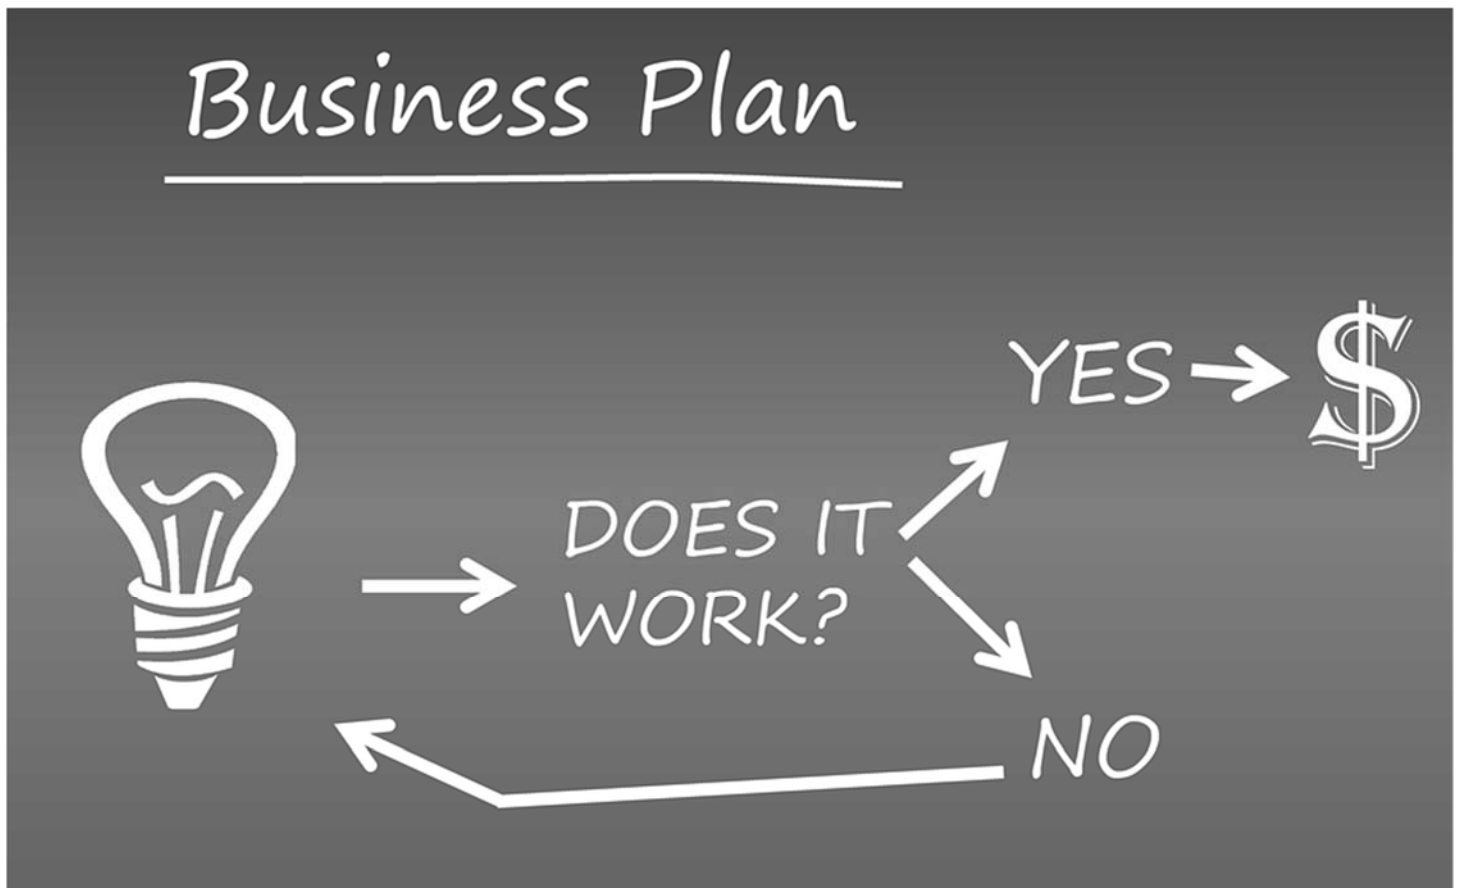 Business Plan
YES
$
DOES IT
WORK?
NO